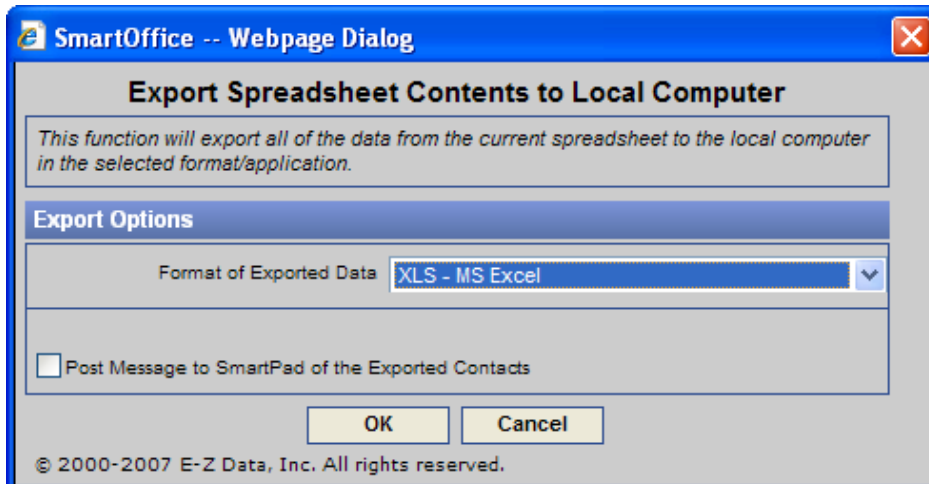 SmartOffice -- Webpage Dialog
Export Spreadsheet Contents to Local Computer
This function will export all of the data from the current spreadsheet to the local computer
in the selected format/application.
Export Options
Format of Exported Data XLS - MS Excel
Post Message to SmartPad of the Exported Contacts
OK Cancel
© 2000-2007 E-Z Data, Inc. All rights reserved.